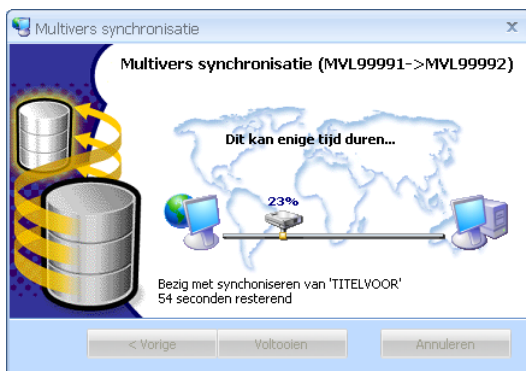 Multivers synchronisatie
Multivers synchronisatie (MVL99991->MVL99992)
Dit kan enige tijd duren...
23%
Bezig met synchoniseren van 'TITELVOOR'
54 seconden resterend
< Vorige
Voltooien
Annuleren